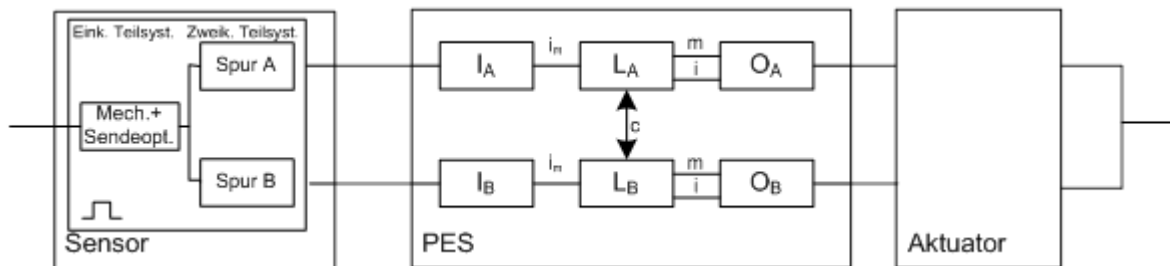 Eink. Teilsyst. Zweik. Teilsyst.
Spur A
Mech.+
Sendeopt.
Spur B
Sensor
I_A
i_n
L_A
m
i
O_A
c
I_B
i_n
L_B
m
i
O_B
PES
Aktuator